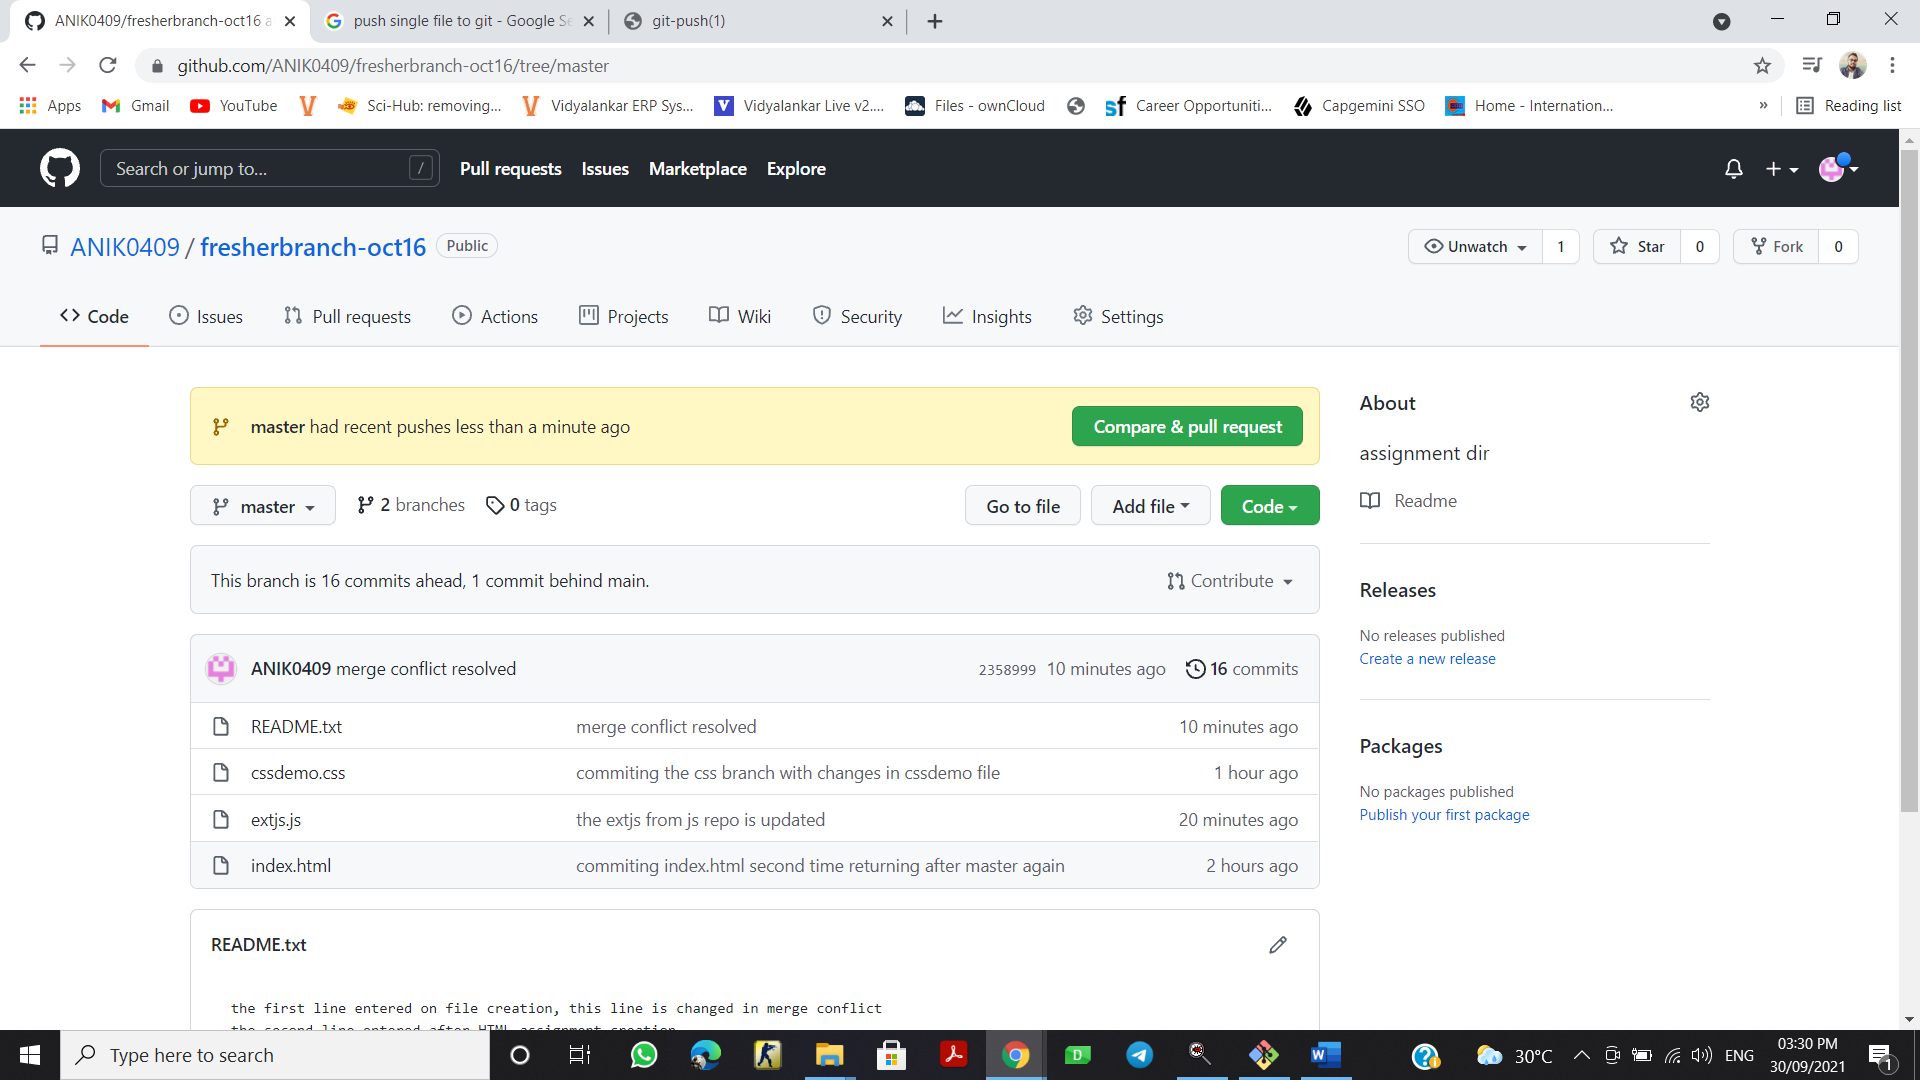 ANIK0409/fresherbranch-oct16 a
push single file to git - Google Se
git-push(1)
github.com/ANIK0409/fresherbranch-oct16/tree/master
Apps
Gmail
YouTube
Sci-Hub: removing...
Vidyalankar ERP Sys...
Vidyalankar Live v2....
Files - ownCloud
Career Opportuniti...
Capgemini SSO
Home - Internation...
»
Reading list
Search or jump to...
/
Pull requests
Issues
Marketplace
Explore
ANIK0409 / fresherbranch-oct16
Public
Unwatch
1
Star
0
Fork
0
Code
Issues
Pull requests
Actions
Projects
Wiki
Security
Insights
Settings
master had recent pushes less than a minute ago
Compare & pull request
master
2 branches
0 tags
Go to file
Add file
Code
This branch is 16 commits ahead, 1 commit behind main.
Contribute
ANIK0409 merge conflict resolved
2358999
10 minutes ago
16 commits
README.txt
merge conflict resolved
10 minutes ago
cssdemo.css
commiting the css branch with changes in cssdemo file
1 hour ago
extjs.js
the extjs from js repo is updated
20 minutes ago
index.html
commiting index.html second time returning after master again
2 hours ago
README.txt
the first line entered on file creation, this line is changed in merge conflict
the second line entered after HTML assignment creation
About
assignment dir
Readme
Releases
No releases published
Create a new release
Packages
No packages published
Publish your first package
Type here to search
30°C
ENG
03:30 PM
30/09/2021
1